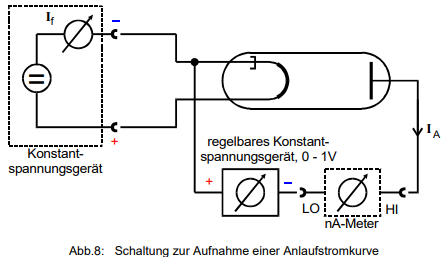 I_f
−
+
Konstant-
spannungsgerät
I_A
regelbares Konstant-
spannungsgerät, 0 - 1V
+
−
LO
HI
nA-Meter
Abb.8: Schaltung zur Aufnahme einer Anlaufstromkurve